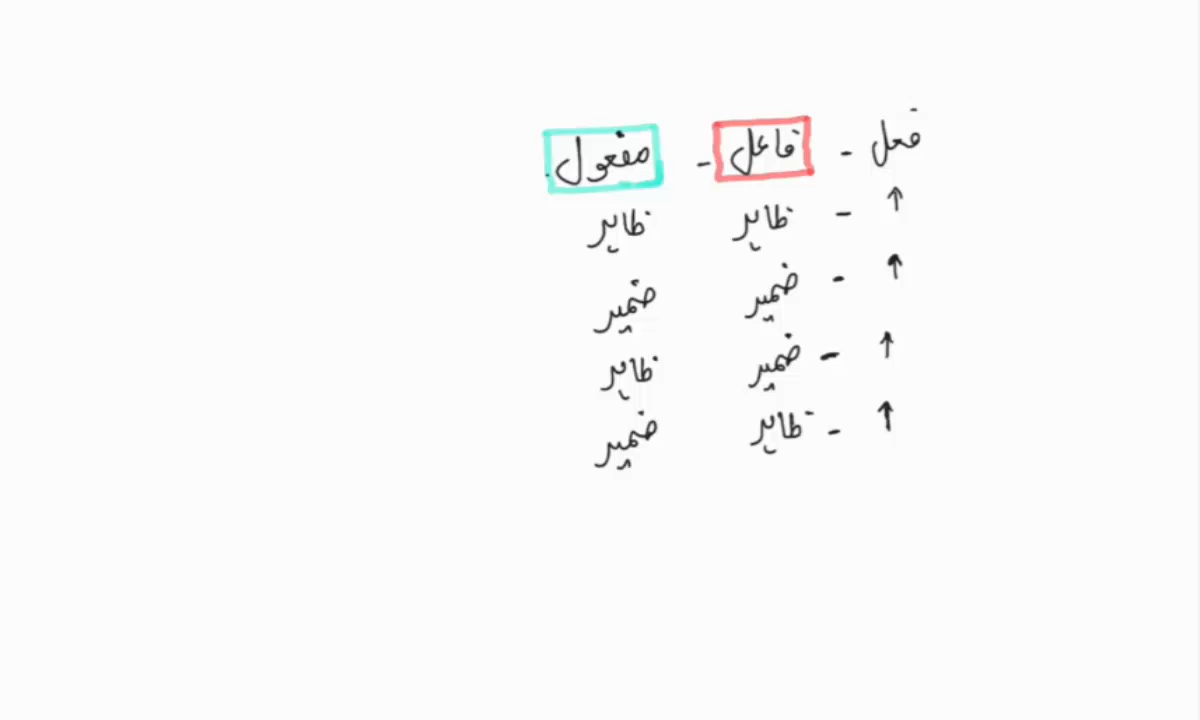 فعل - فاعل - مفعول.
↑ - ظاہر ظاہر
↑ - ضمیر ضمیر
↑ - ضمیر ظاہر
↑ - ظاہر ضمیر